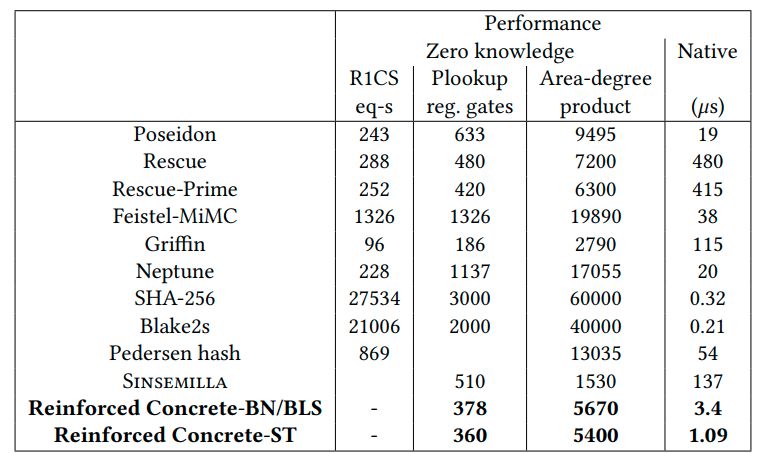 Performance
Zero knowledge Native
R1CS Plookup Area-degree
eq-s reg. gates product (μs)
Poseidon 243 633 9495 19
Rescue 288 480 7200 480
Rescue-Prime 252 420 6300 415
Feistel-MiMC 1326 1326 19890 38
Griffin 96 186 2790 115
Neptune 228 1137 17055 20
SHA-256 27534 3000 60000 0.32
Blake2s 21006 2000 40000 0.21
Pedersen hash 869 13035 54
Sinsemilla 510 1530 137
Reinforced Concrete-BN/BLS - 378 5670 3.4
Reinforced Concrete-ST - 360 5400 1.09